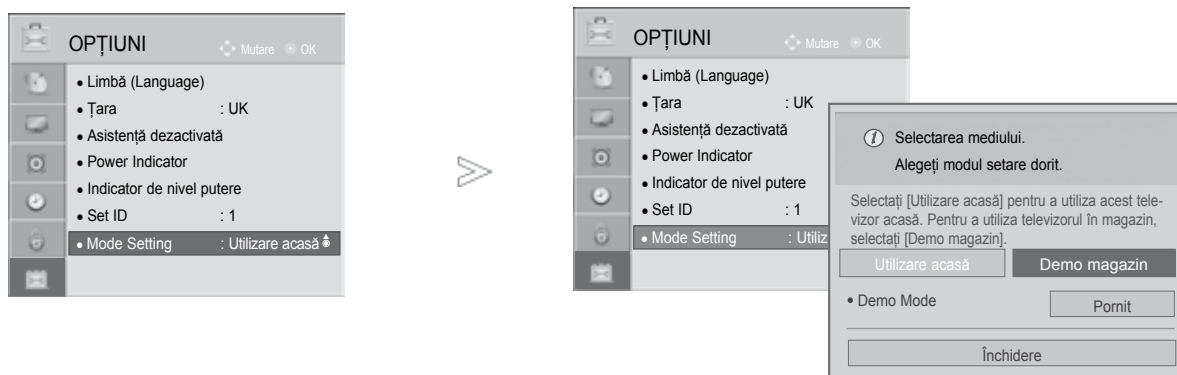 OPȚIUNI
Mutare OK
• Limbă (Language)
• Țara : UK
• Asistență dezactivată
• Power Indicator
• Indicator de nivel putere
• Set ID : 1
• Mode Setting : Utilizare acasă
OPȚIUNI
Mutare OK
• Limbă (Language)
• Țara : UK
• Asistență dezactivată
• Power Indicator
• Indicator de nivel putere
• Set ID : 1
• Mode Setting : Utiliz
Selectarea mediului.
Alegeți modul setare dorit.
Selectați [Utilizare acasă] pentru a utiliza acest tele-
vizor acasă. Pentru a utiliza televizorul în magazin,
selectați [Demo magazin].
Utilizare acasă Demo magazin
• Demo Mode Pornit
Închidere